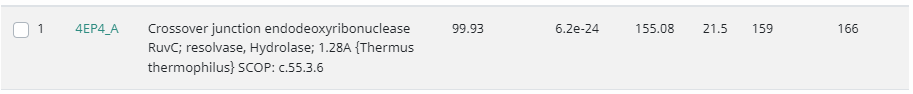 1 4EP4_A Crossover junction endodeoxyribonuclease 99.93 6.2e-24 155.08 21.5 159 166
RuvC; resolvase, Hydrolase; 1.28A {Thermus
thermophilus} SCOP: c.55.3.6